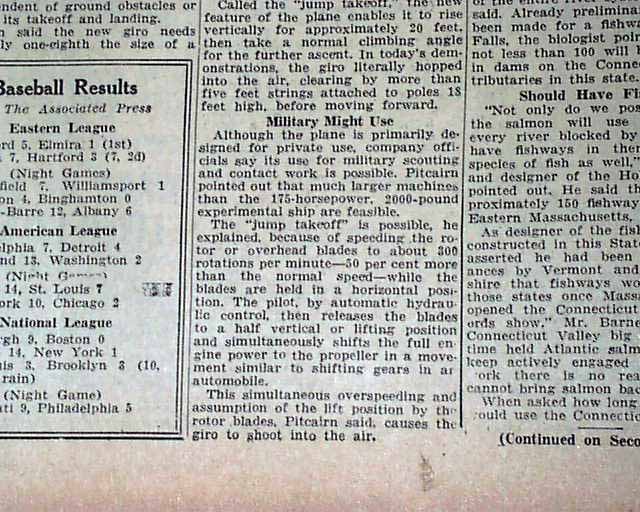 endent of ground obstacles or
its takeoff and landing.
said the new giro needs
ly one-eighth the size of a
Baseball Results
The Associated Press
Eastern League
rd 5, Elmira 1 (1st)
7, Hartford 3 (7, 2d)
(Night Games)
field 7, Williamsport 1
on 4, Binghamton 0
-Barre 12, Albany 6
American League
elphia 7, Detroit 4
nd 13, Washington 2
(Night Games)
14, St. Louis 7
ork 10, Chicago 2
National League
rgh 9, Boston 0
14, New York 1
uis 3, Brooklyn 3 (10,
rain)
(Night Game)
ati 9, Philadelphia 5
Called the "jump takeoff," the new
feature of the plane enables it to rise
vertically for approximately 20 feet,
then take a normal climbing angle
for the further ascent. In today's dem-
onstrations, the giro literally hopped
into the air, clearing by more than
five feet strings attached to poles 18
feet high, before moving forward.
Military Might Use
Although the plane is primarily de-
signed for private use, company offi-
cials say its use for military scouting
and contact work is possible. Pitcairn
pointed out that much larger machines
than the 175-horsepower, 2000-pound
experimental ship are feasible.
The "jump takeoff" is possible, he
explained, because of speeding the ro-
tor or overhead blades to about 300
rotations per minute—50 per cent more
than the normal speed—while the
blades are held in a horizontal posi-
tion. The pilot, by automatic hydrau-
lic control, then releases the blades
to a half vertical or lifting position
and simultaneously shifts the full en-
gine power to the propeller in a move-
ment similar to shifting gears in ar
automobile.
This simultaneous overspeeding and
assumption of the lift position by the
rotor blades, Pitcairn said, causes the
giro to shoot into the air.
of the entire river sy
said. Already preliminar
been made for a fishwa
Falls, the biologist poin
not less than 100 will b
in dams on the Connec
tributaries in this state.
Should Have Fi
"Not only do we pos
the salmon will use
every river blocked by
have fishways in ther
species of fish as well,"
and designer of the Ho
pointed out. He said th
proximately 150 fishway
Eastern Massachusetts.
As designer of the fish
constructed in this State
asserted he had been
ances by Vermont and
shire that fishways wo
those states once Mass
opened the Connecticut
ords show." Mr. Barne
Connecticut Valley big
time held Atlantic salm
keep actively engaged
ork there is no rea
cannot bring salmon bac
When asked how long
could use the Connectic
(Continued on Seco